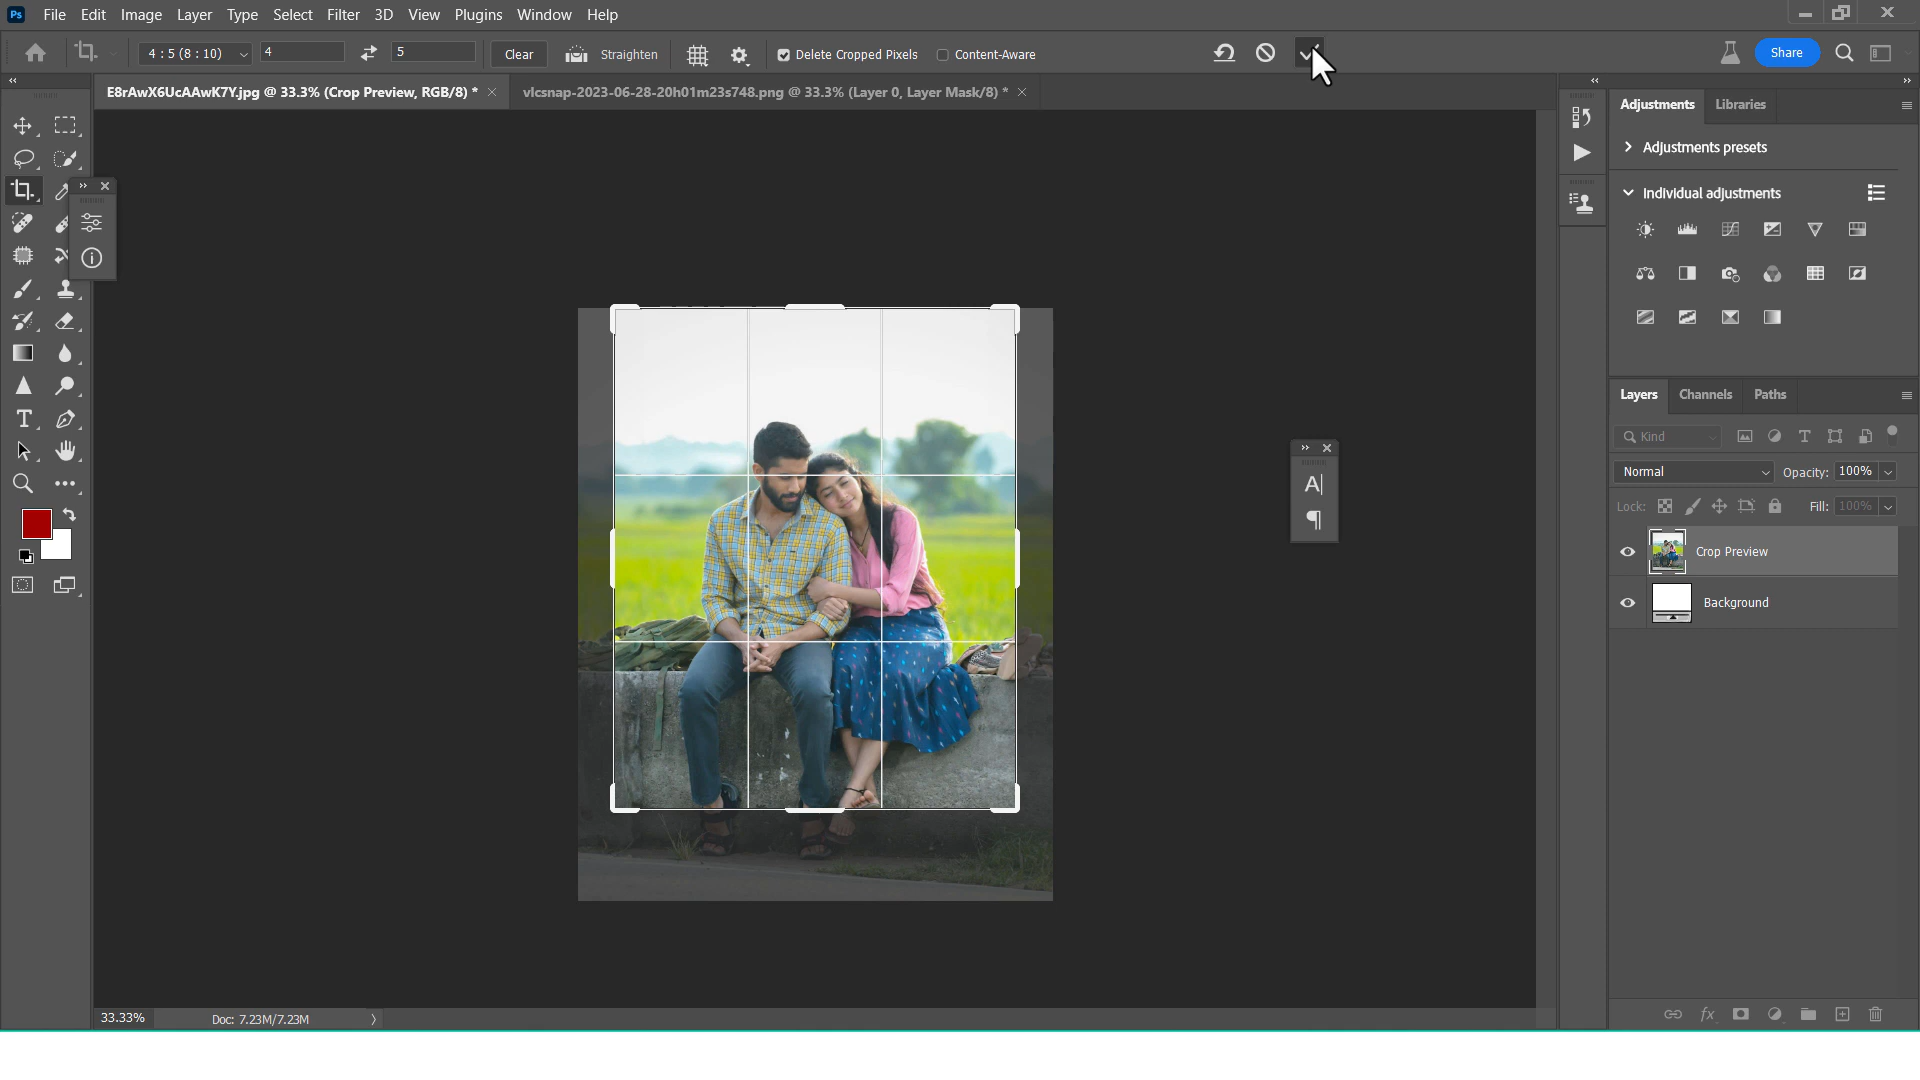 Ps File Edit Image Layer Type Select Filter 3D View Plugins Window Help
4 : 5 (8 : 10) 4 5 Clear Straighten Delete Cropped Pixels Content-Aware Share
E8rAwX6UcAAwK7Y.jpg @ 33.3% (Crop Preview, RGB/8) * vlcsnap-2023-06-28-20h01m23s748.png @ 33.3% (Layer 0, Layer Mask/8) *
Adjustments Libraries
Adjustments presets
Individual adjustments
Layers Channels Paths
Kind
Normal Opacity: 100%
Lock: Fill: 100%
Crop Preview
Background
33.33% Doc: 7.23M/7.23M